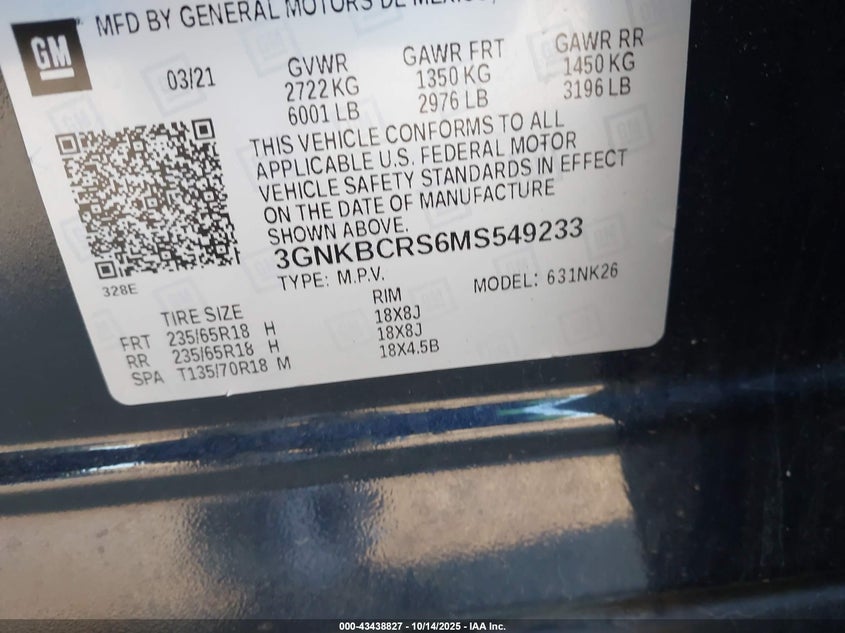 GM
MFD BY GENERAL MOTORS DE MEXICO,
03/21
GVWR
2722 KG
6001 LB
GAWR FRT
1350 KG
2976 LB
GAWR RR
1450 KG
3196 LB
THIS VEHICLE CONFORMS TO ALL
APPLICABLE U.S. FEDERAL MOTOR
VEHICLE SAFETY STANDARDS IN EFFECT
ON THE DATE OF MANUFACTURE
SHOWN ABOVE.
3GNKBCRS6MS549233
328E
TYPE: M.P.V.
MODEL: 631NK26
TIRE SIZE RIM
FRT 235/65R18 H 18X8J
RR 235/65R18 H 18X8J
SPA T135/70R18 M 18X4.5B
000-43438827 - 10/14/2025 - IAA Inc.